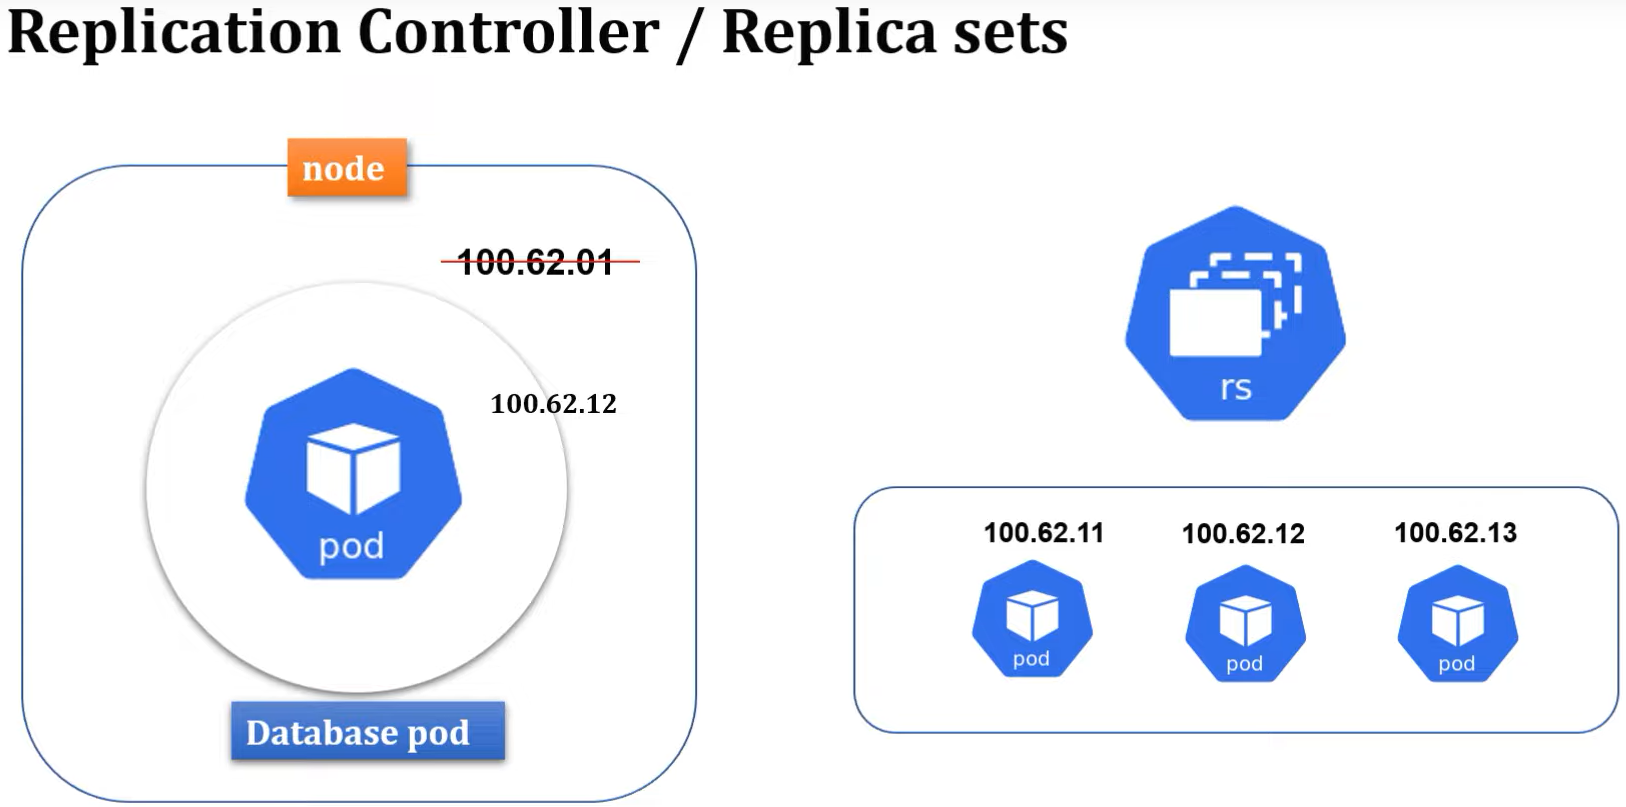 Replication Controller / Replica sets
node
100.62.01
100.62.12
pod
Database pod
rs
100.62.11 100.62.12 100.62.13
pod pod pod